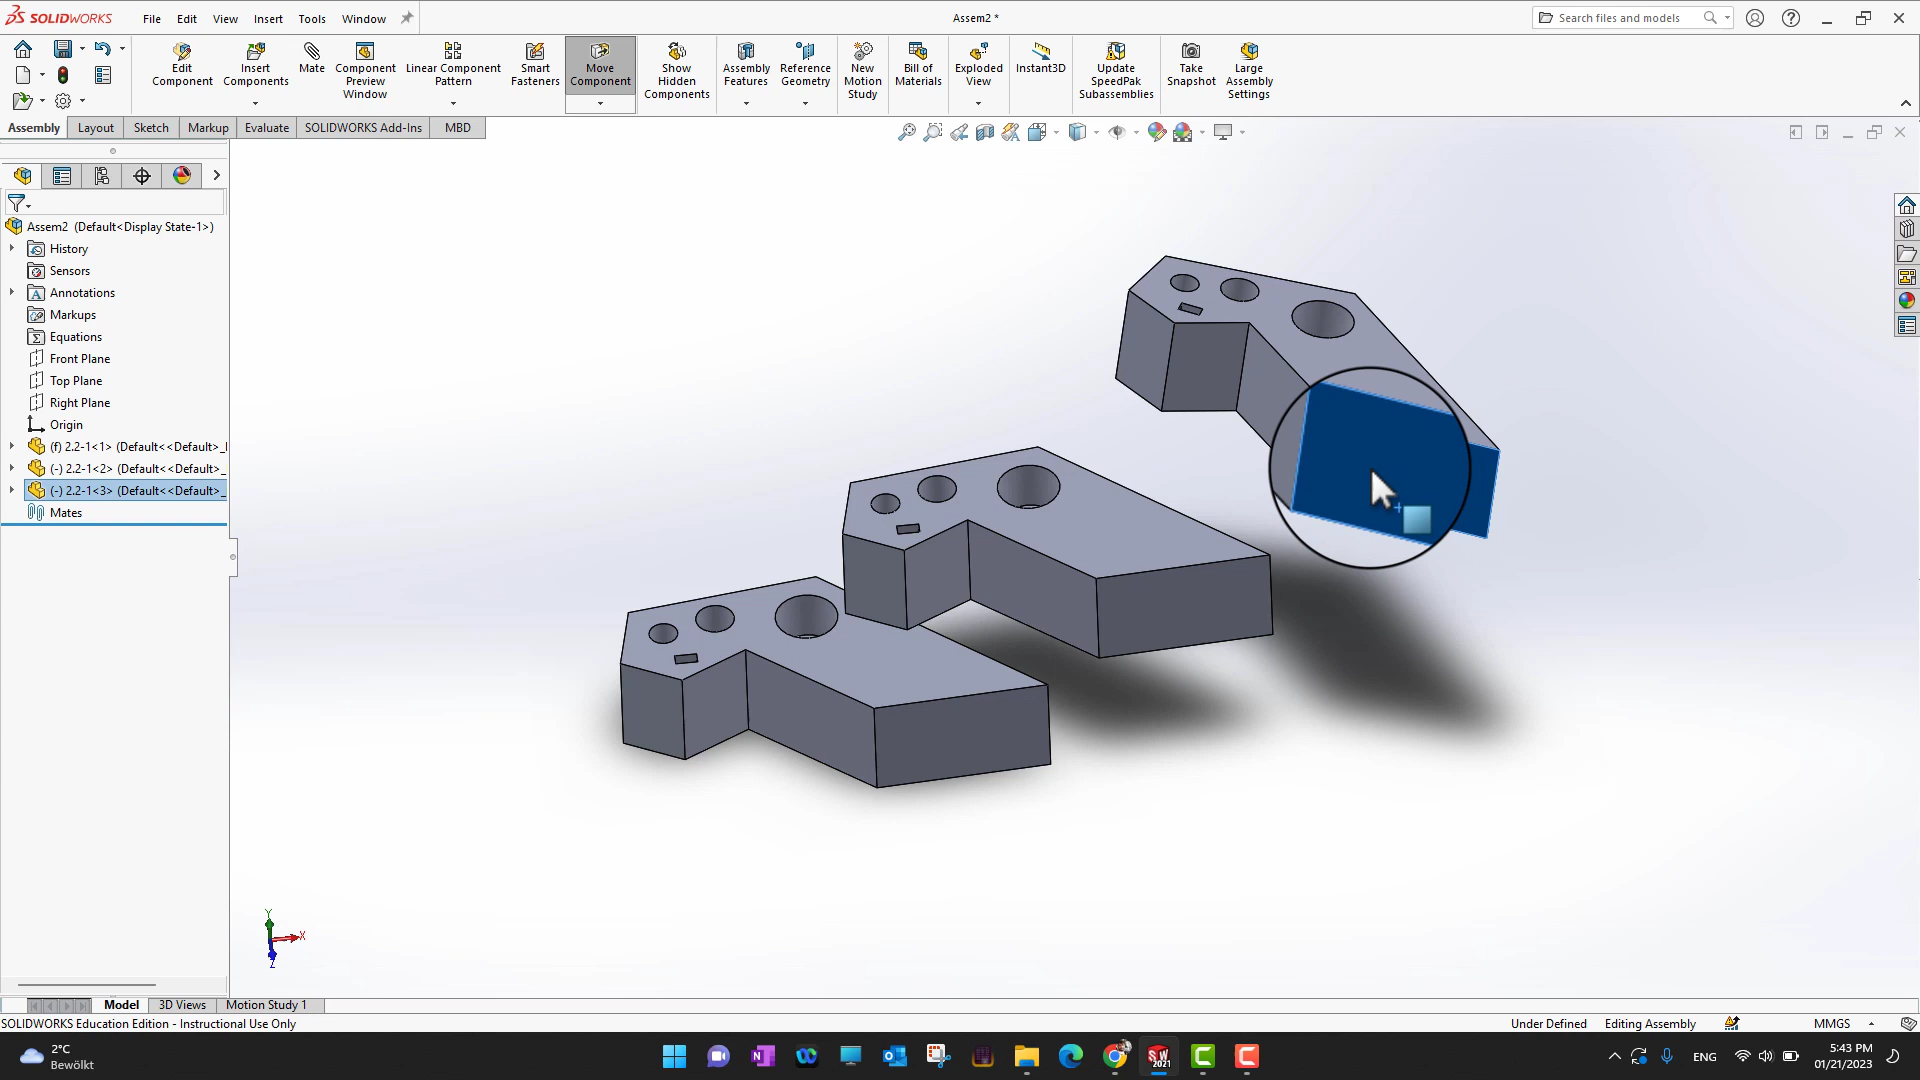 SOLIDWORKS File Edit View Insert Tools Window Assem2 * Search files and models
Edit Component
Insert Components
Mate
Component Preview Window
Linear Component Pattern
Smart Fasteners
Move Component
Show Hidden Components
Assembly Features
Reference Geometry
New Motion Study
Bill of Materials
Exploded View
Instant3D
Update SpeedPak Subassemblies
Take Snapshot
Large Assembly Settings
Assembly Layout Sketch Markup Evaluate SOLIDWORKS Add-Ins MBD
Assem2 (Default<Display State-1>)
History
Sensors
Annotations
Markups
Equations
Front Plane
Top Plane
Right Plane
Origin
(f) 2.2-1<1> (Default<<Default>_
(-) 2.2-1<2> (Default<<Default>_
(-) 2.2-1<3> (Default<<Default>_
Mates
Y
X
Z
Model 3D Views Motion Study 1
SOLIDWORKS Education Edition - Instructional Use Only Under Defined Editing Assembly MMGS
2°C
Bewölkt
SW 2021
ENG
5:43 PM
01/21/2023